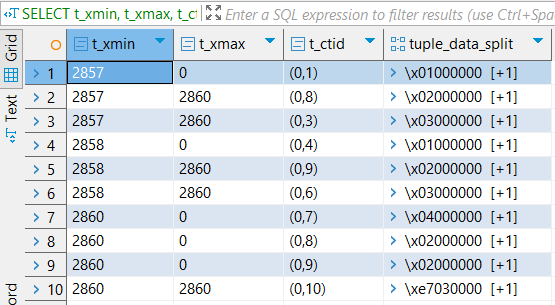 SELECT t_xmin, t_xmax, t_ct Enter a SQL expression to filter results (use Ctrl+Spa
Grid
Text
ord
t_xmin t_xmax t_ctid tuple_data_split
1 2857 0 (0,1) \x01000000 [+1]
2 2857 2860 (0,8) \x02000000 [+1]
3 2857 2860 (0,3) \x03000000 [+1]
4 2858 0 (0,4) \x01000000 [+1]
5 2858 2860 (0,9) \x02000000 [+1]
6 2858 2860 (0,6) \x03000000 [+1]
7 2860 0 (0,7) \x04000000 [+1]
8 2860 0 (0,8) \x02000000 [+1]
9 2860 0 (0,9) \x02000000 [+1]
10 2860 2860 (0,10) \xe7030000 [+1]